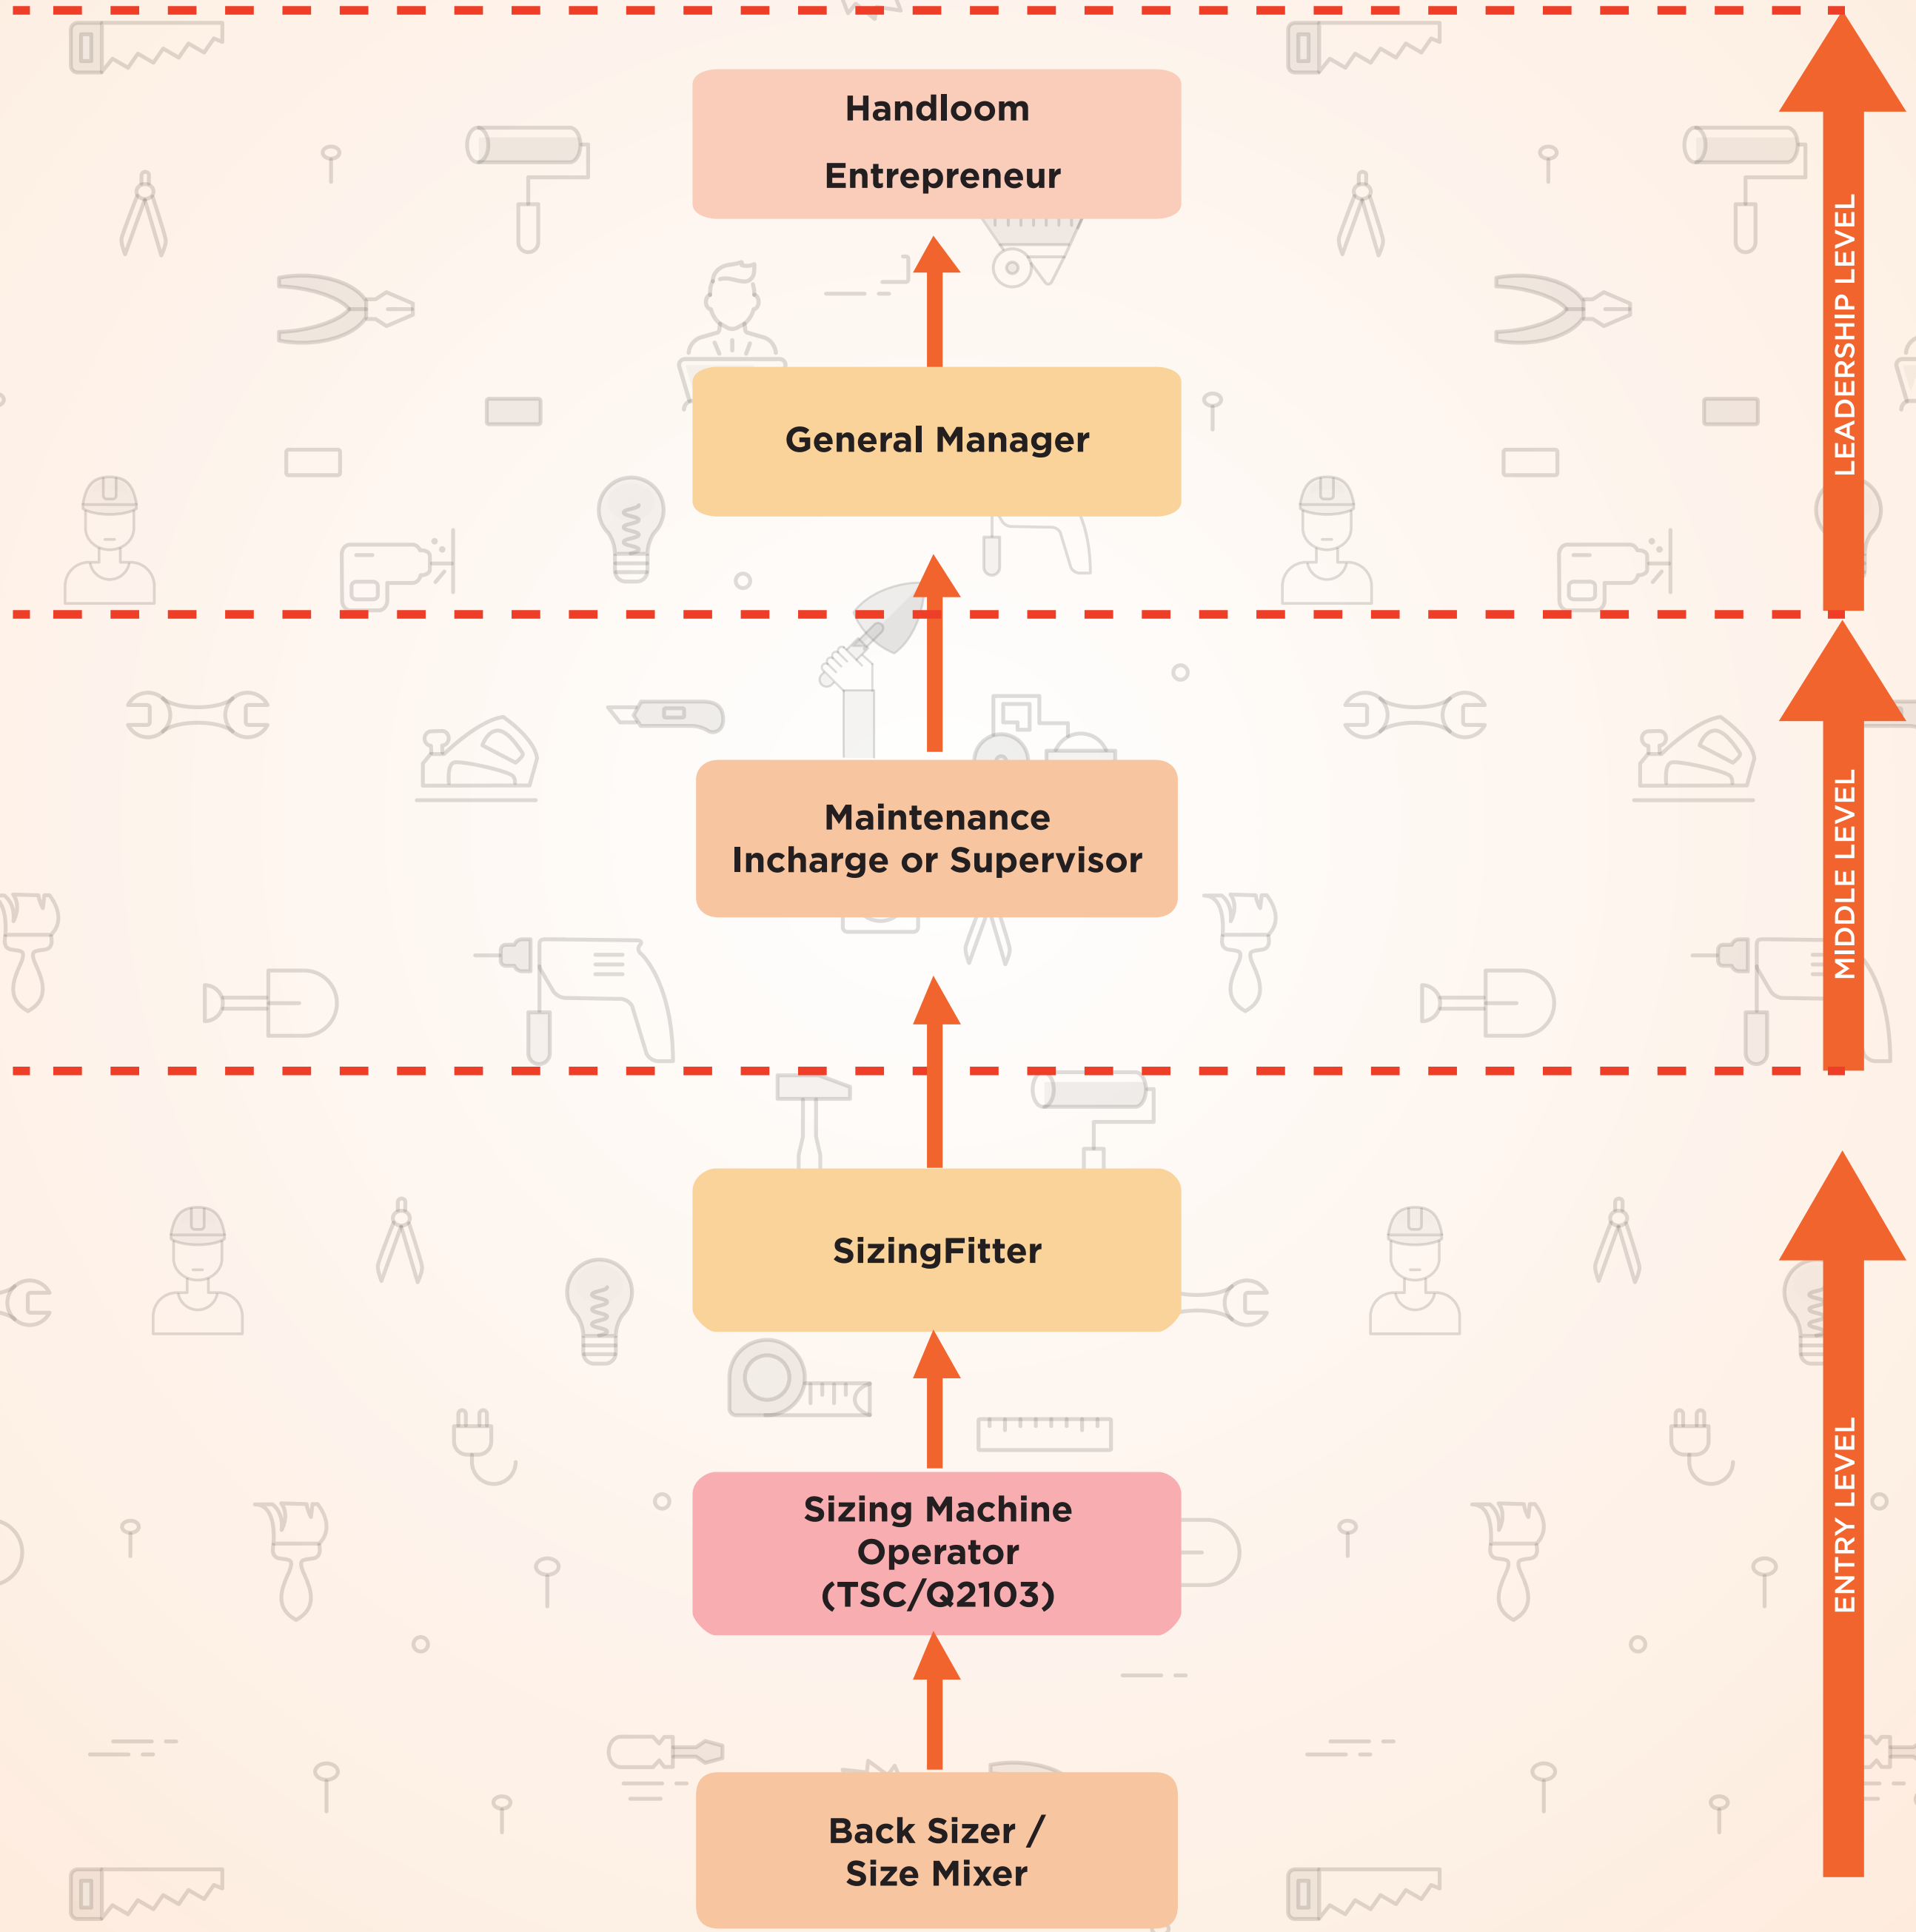 Handloom
Entrepreneur
LEADERSHIP LEVEL
General Manager
Maintenance
Incharge or Supervisor
MIDDLE LEVEL
SizingFitter
Sizing Machine
Operator
(TSC/Q2103)
ENTRY LEVEL
Back Sizer /
Size Mixer